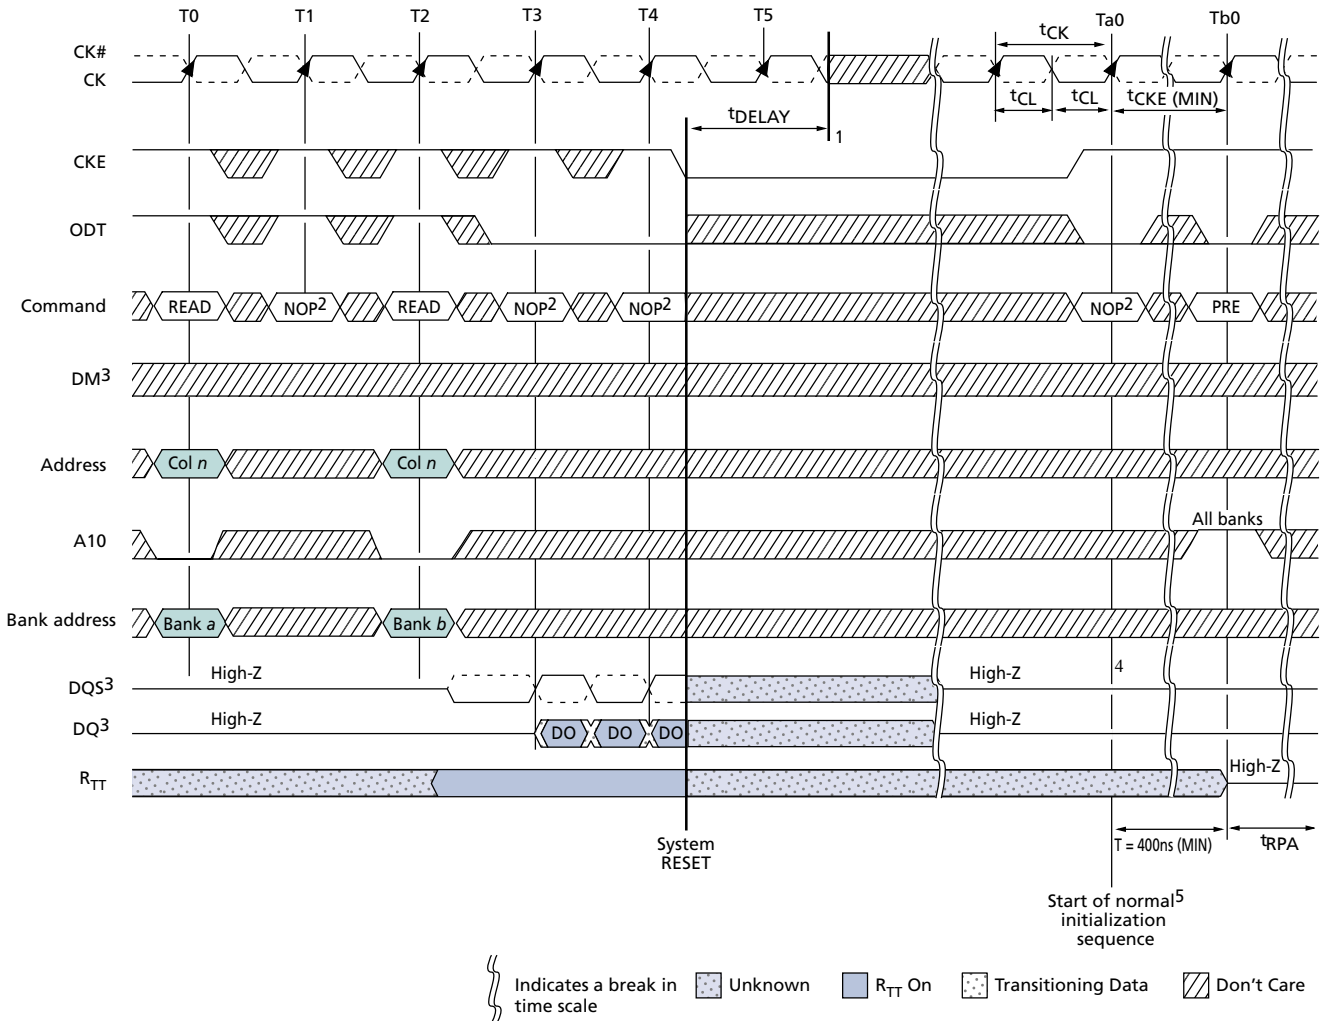 T0 T1 T2 T3 T4 T5 Ta0 Tb0
CK#
CK
tCK
tCL tCL tCKE (MIN)
tDELAY
1
CKE
ODT
Command READ NOP2 READ NOP2 NOP2 NOP2 PRE
DM3
Address Col n Col n
A10 All banks
Bank address Bank a Bank b
DQS3 High-Z High-Z 4
DQ3 High-Z DO DO DO High-Z
RTT High-Z
System
RESET
T = 400ns (MIN) tRPA
Start of normal5
initialization
sequence
Indicates a break in
time scale
Unknown
RTT On
Transitioning Data
Don't Care